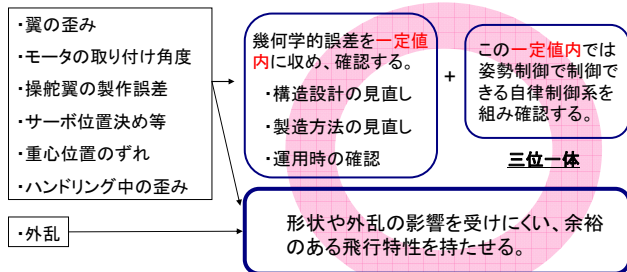 ・翼の歪み
・モータの取り付け角度
・操舵翼の製作誤差
・サーボ位置決め等
・重心位置のずれ
・ハンドリング中の歪み
・外乱
幾何学的誤差を一定値
内に収め、確認する。
・構造設計の見直し
・製造方法の見直し
・運用時の確認
+
この一定値内では
姿勢制御で制御で
きる自律制御系を
組み確認する。
三位一体
形状や外乱の影響を受けにくい、余裕
のある飛行特性を持たせる。